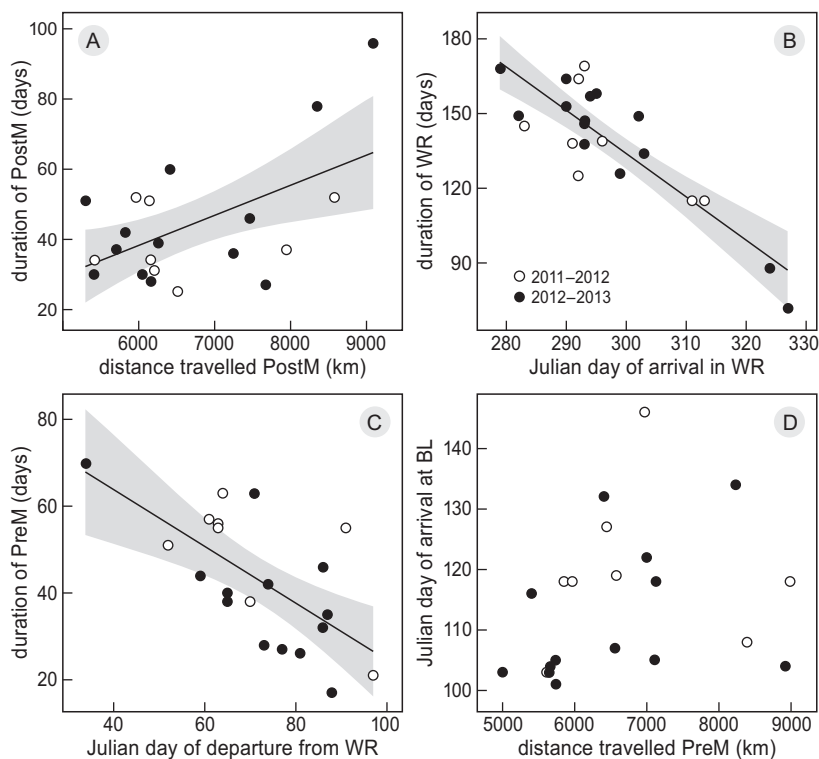 A
duration of PostM (days)
100
80
60
40
20
6000 7000 8000 9000
distance travelled PostM (km)
B
duration of WR (days)
180
150
120
90
2011–2012
2012–2013
280 290 300 310 320 330
Julian day of arrival in WR
C
duration of PreM (days)
80
60
40
20
40 60 80 100
Julian day of departure from WR
D
Julian day of arrival at BL
140
130
120
110
100
5000 6000 7000 8000 9000
distance travelled PreM (km)